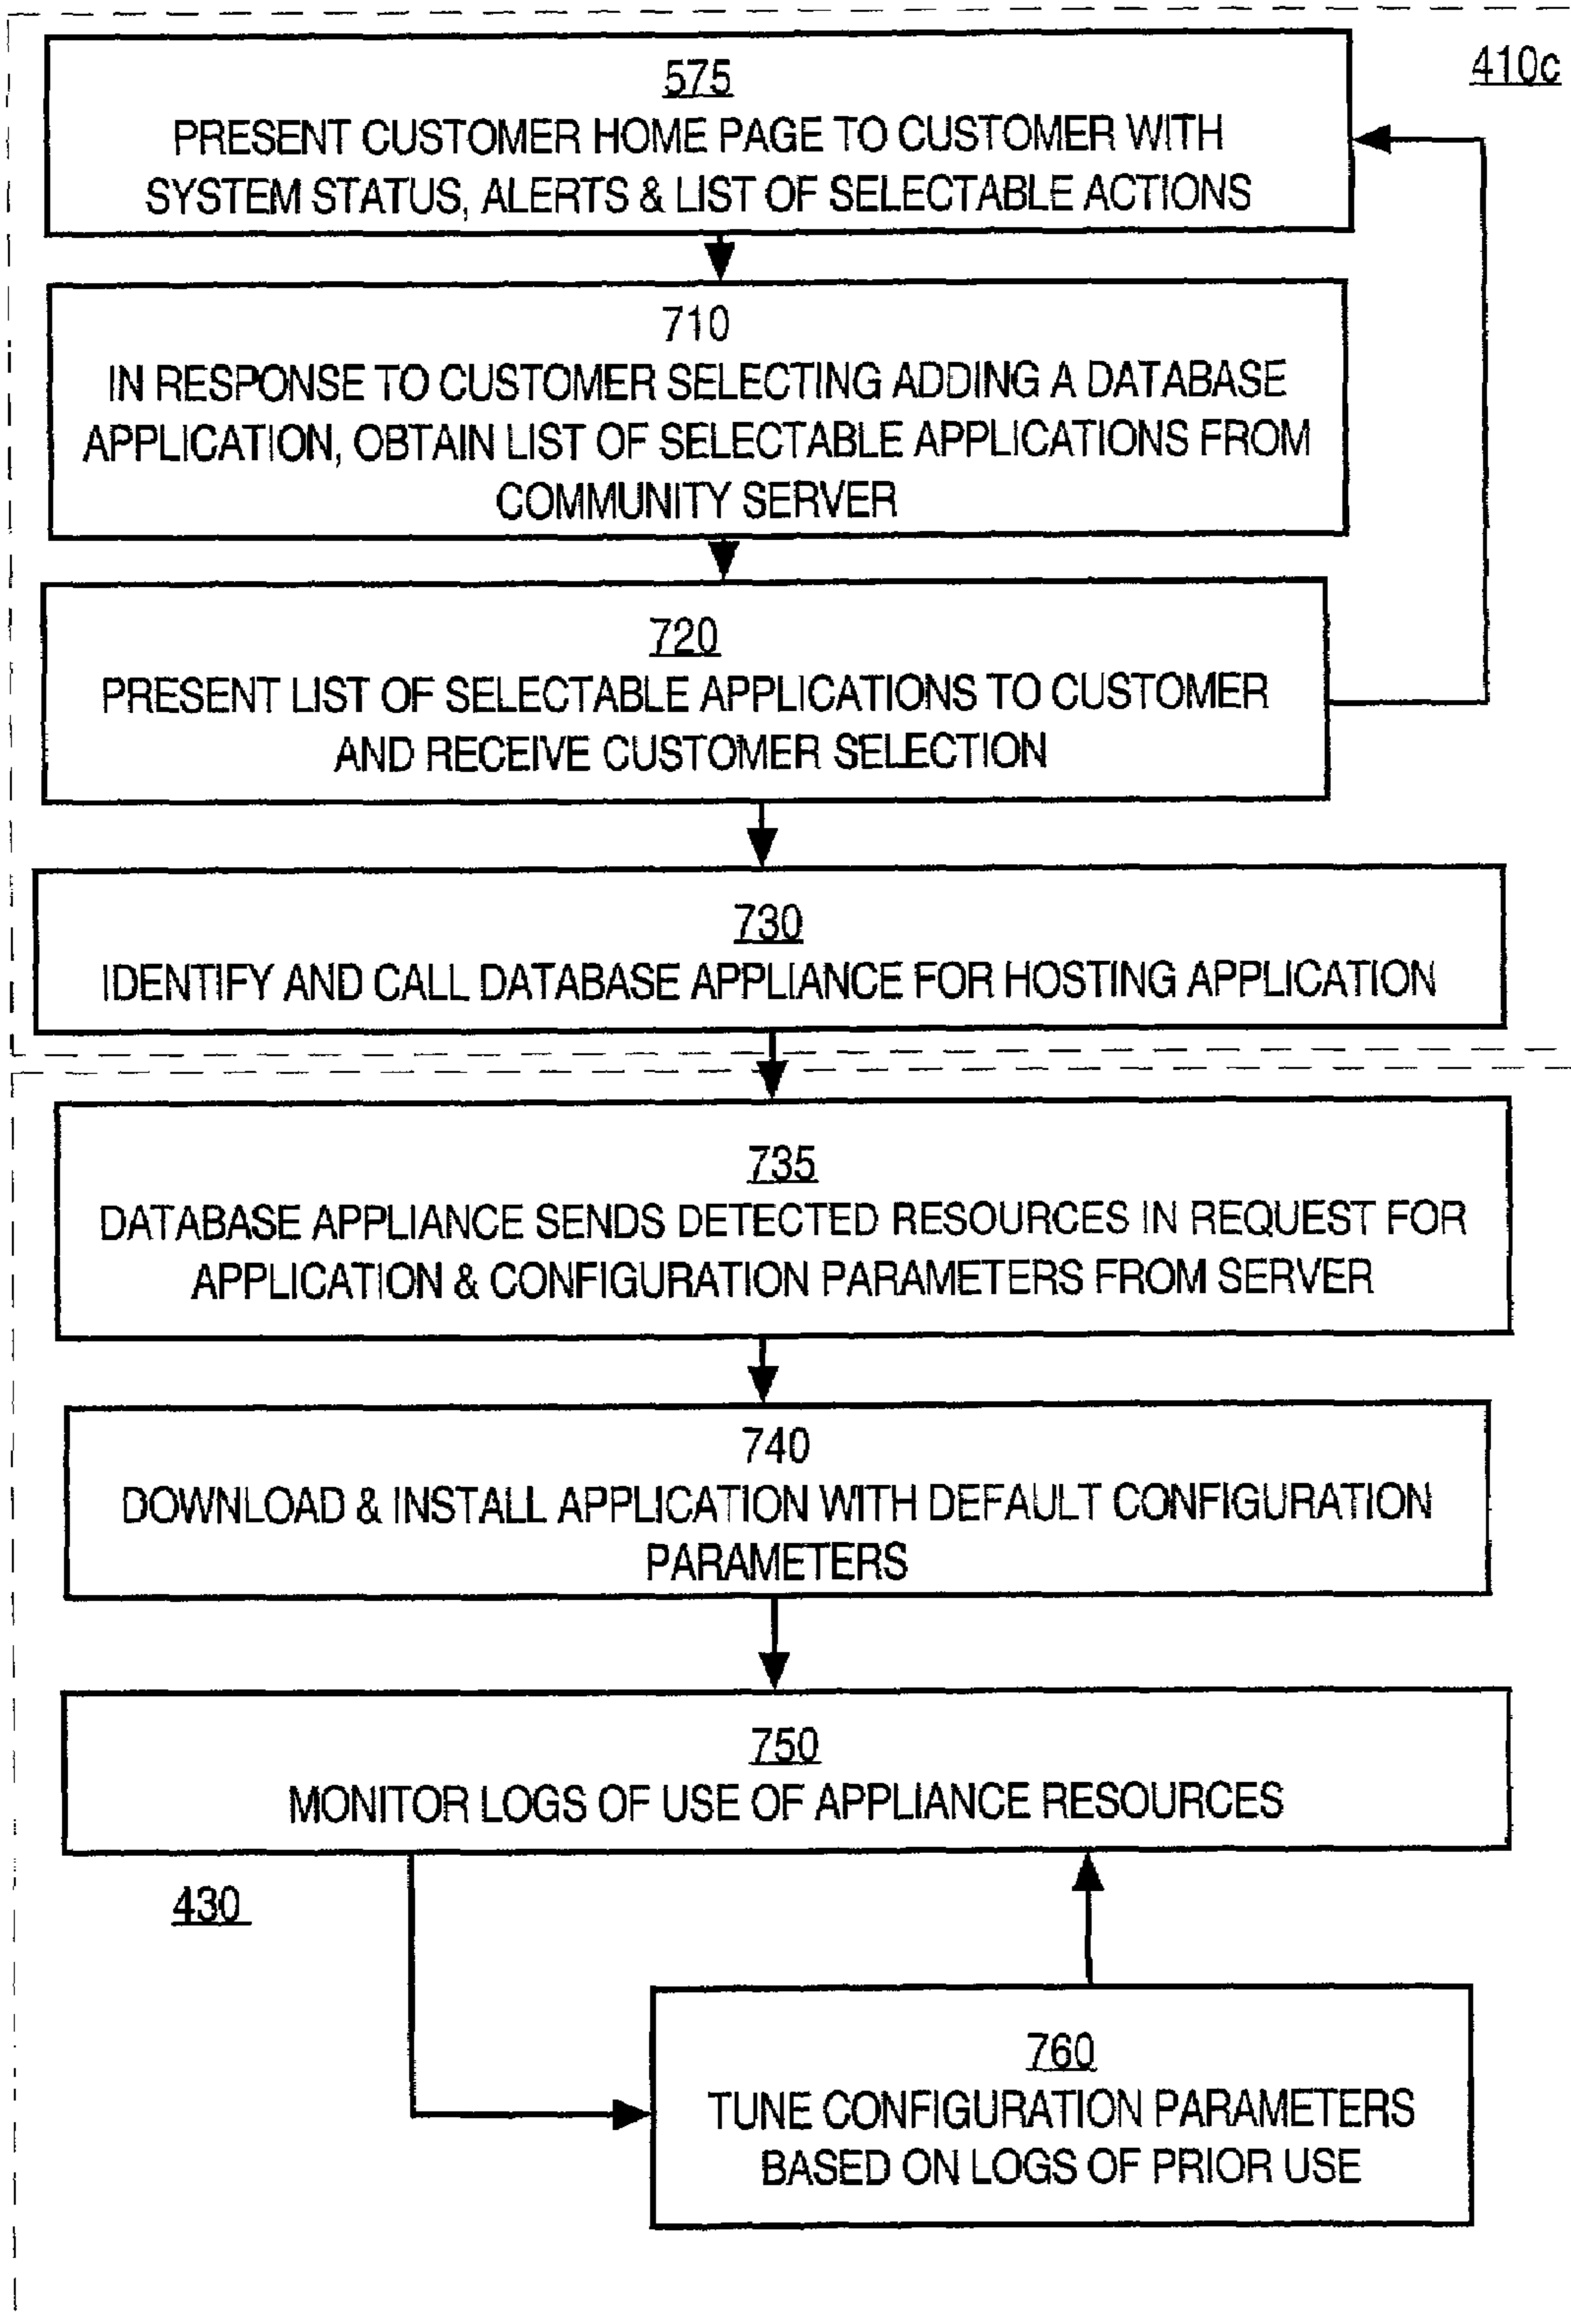 410c
575
PRESENT CUSTOMER HOME PAGE TO CUSTOMER WITH
SYSTEM STATUS, ALERTS & LIST OF SELECTABLE ACTIONS
710
IN RESPONSE TO CUSTOMER SELECTING ADDING A DATABASE
APPLICATION, OBTAIN LIST OF SELECTABLE APPLICATIONS FROM
COMMUNITY SERVER
720
PRESENT LIST OF SELECTABLE APPLICATIONS TO CUSTOMER
AND RECEIVE CUSTOMER SELECTION
730
IDENTIFY AND CALL DATABASE APPLIANCE FOR HOSTING APPLICATION
735
DATABASE APPLIANCE SENDS DETECTED RESOURCES IN REQUEST FOR
APPLICATION & CONFIGURATION PARAMETERS FROM SERVER
740
DOWNLOAD & INSTALL APPLICATION WITH DEFAULT CONFIGURATION
PARAMETERS
750
MONITOR LOGS OF USE OF APPLIANCE RESOURCES
430
760
TUNE CONFIGURATION PARAMETERS
BASED ON LOGS OF PRIOR USE